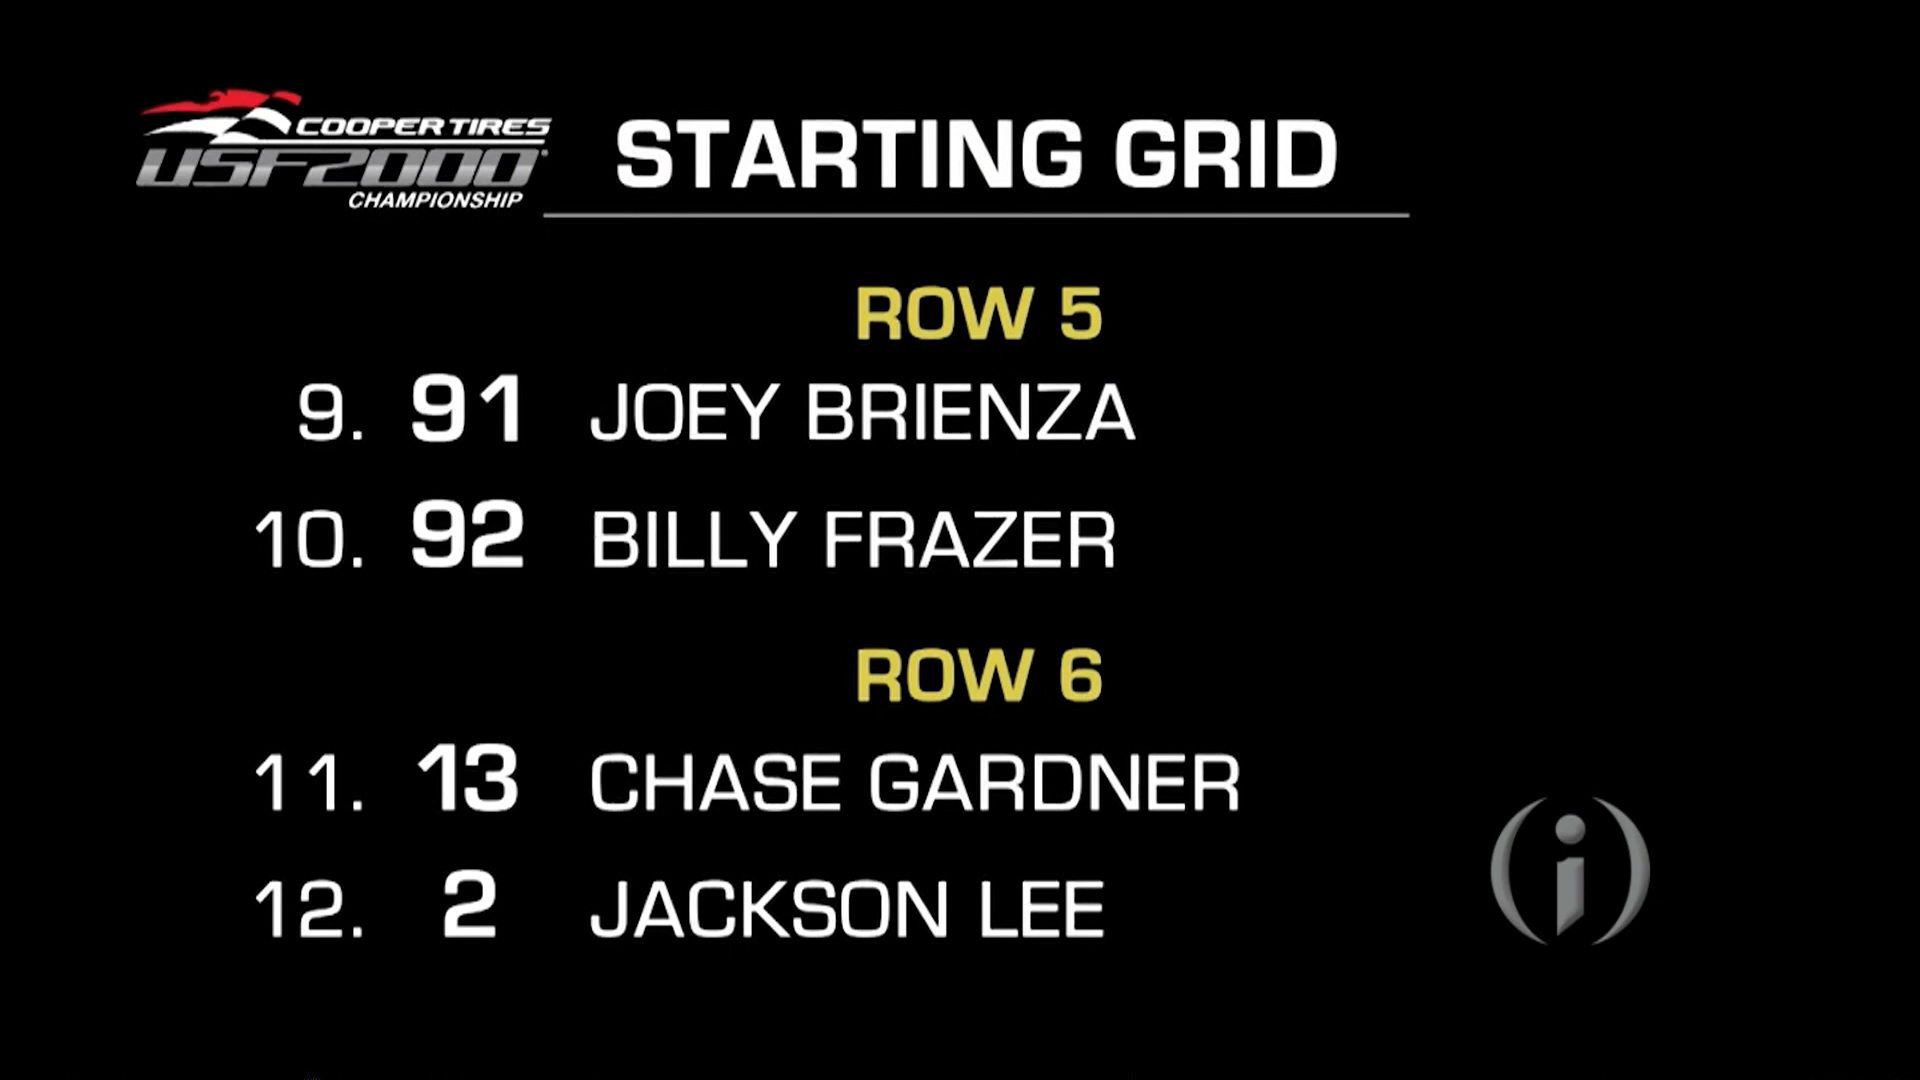 COOPER TIRES
USF2000
CHAMPIONSHIP
STARTING GRID
ROW 5
9. 91 JOEY BRIENZA
10. 92 BILLY FRAZER
ROW 6
11. 13 CHASE GARDNER
12. 2 JACKSON LEE
(i)